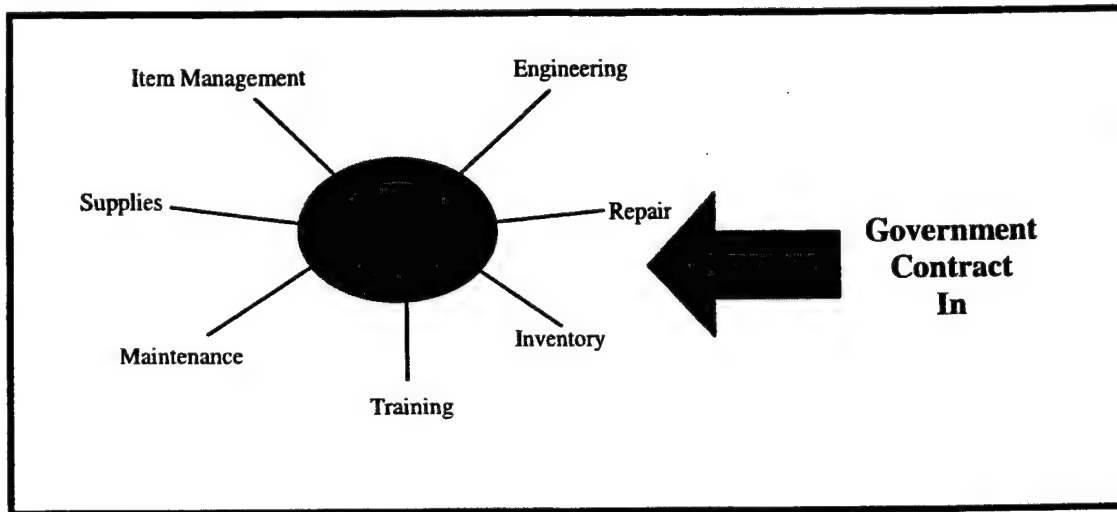 Item Management
Engineering
Supplies
Repair
Government
Contract
In
Maintenance
Inventory
Training